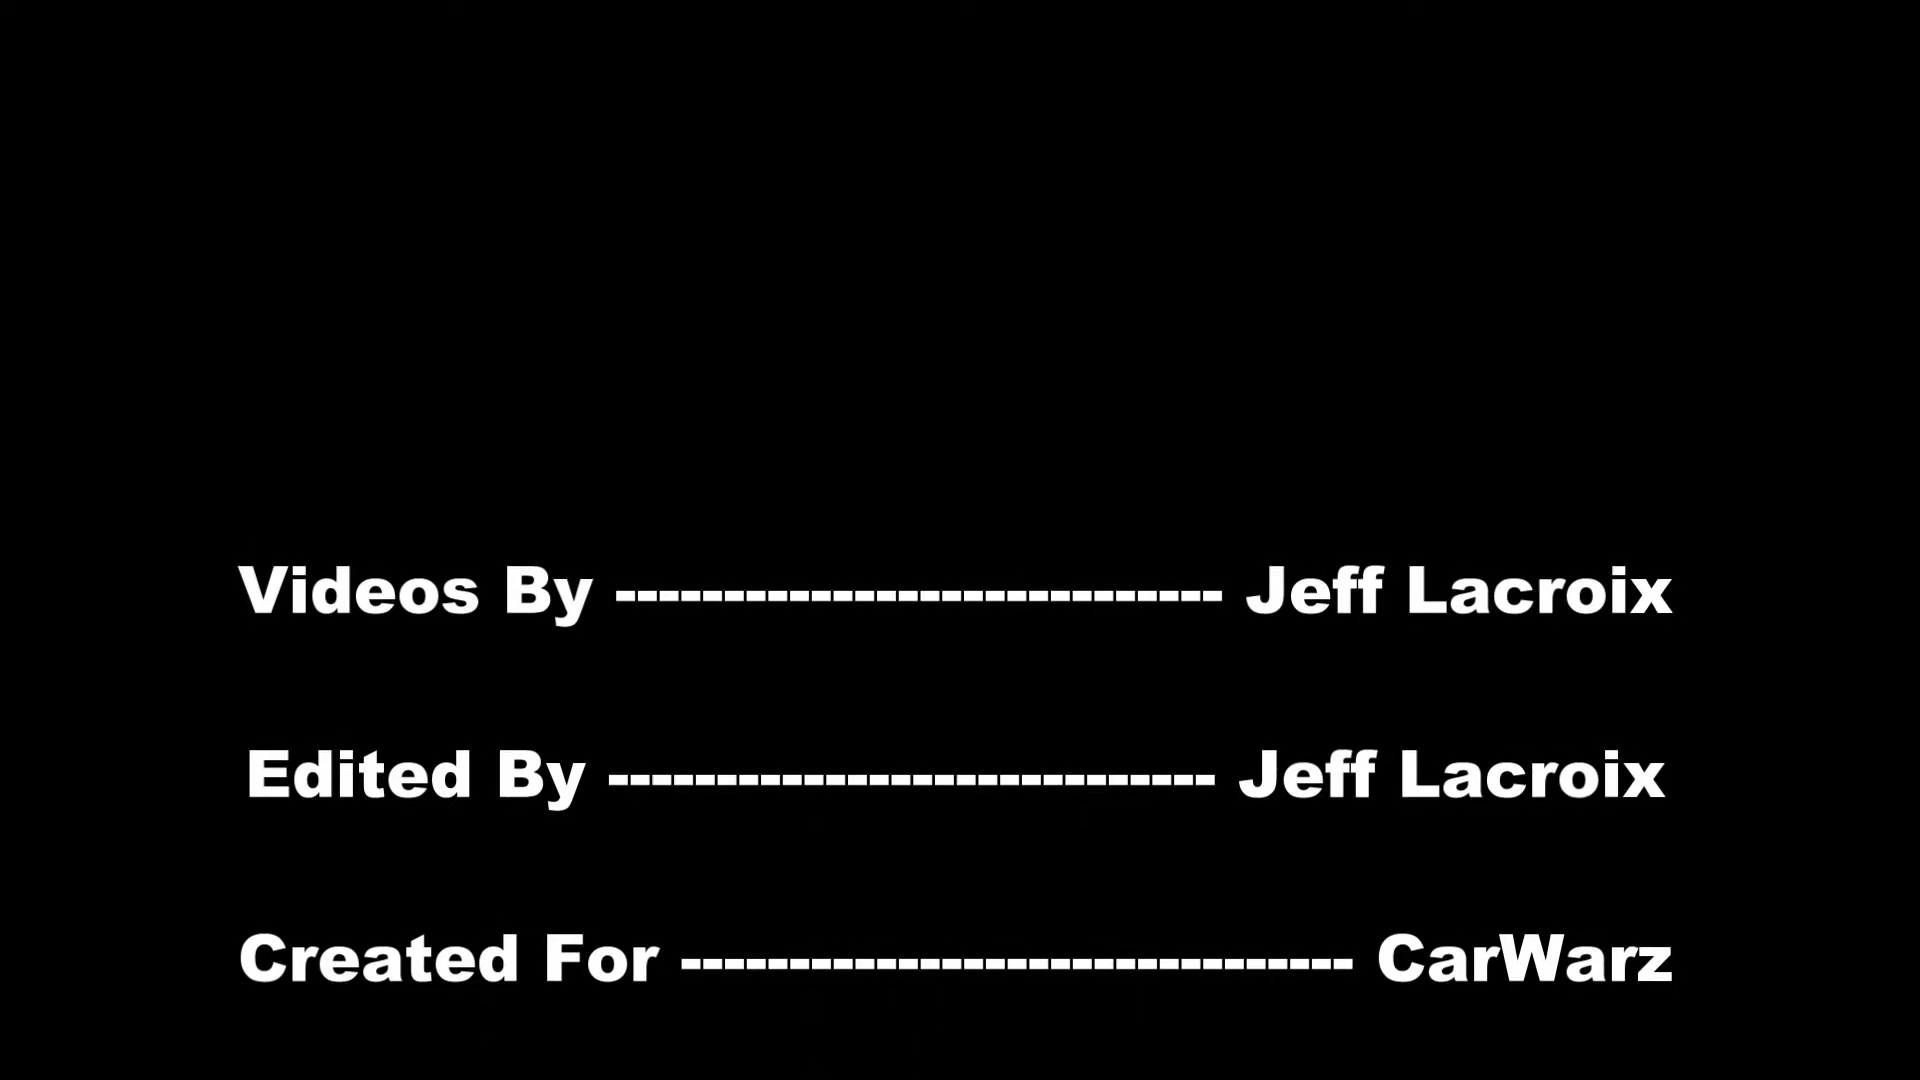 Videos By ---------------------------- Jeff Lacroix
Edited By ---------------------------- Jeff Lacroix
Created For ------------------------------- CarWarz